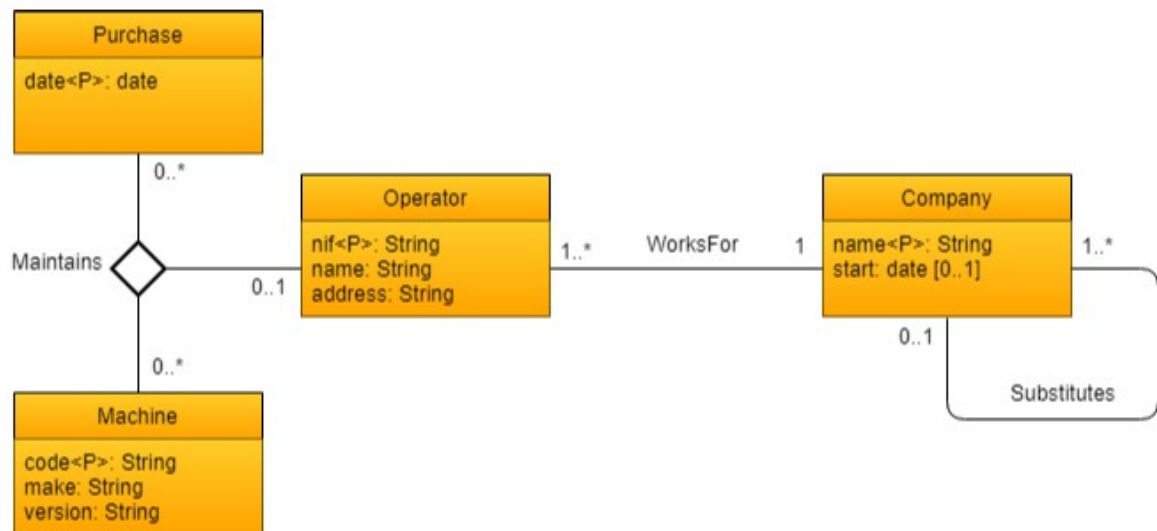 Purchase
date<P>: date
0..*
Maintains
0..1
0..*
Machine
code<P>: String
make: String
version: String
Operator
nif<P>: String
name: String
address: String
1..*
WorksFor
1
Company
name<P>: String
start: date [0..1]
1..*
0..1
Substitutes